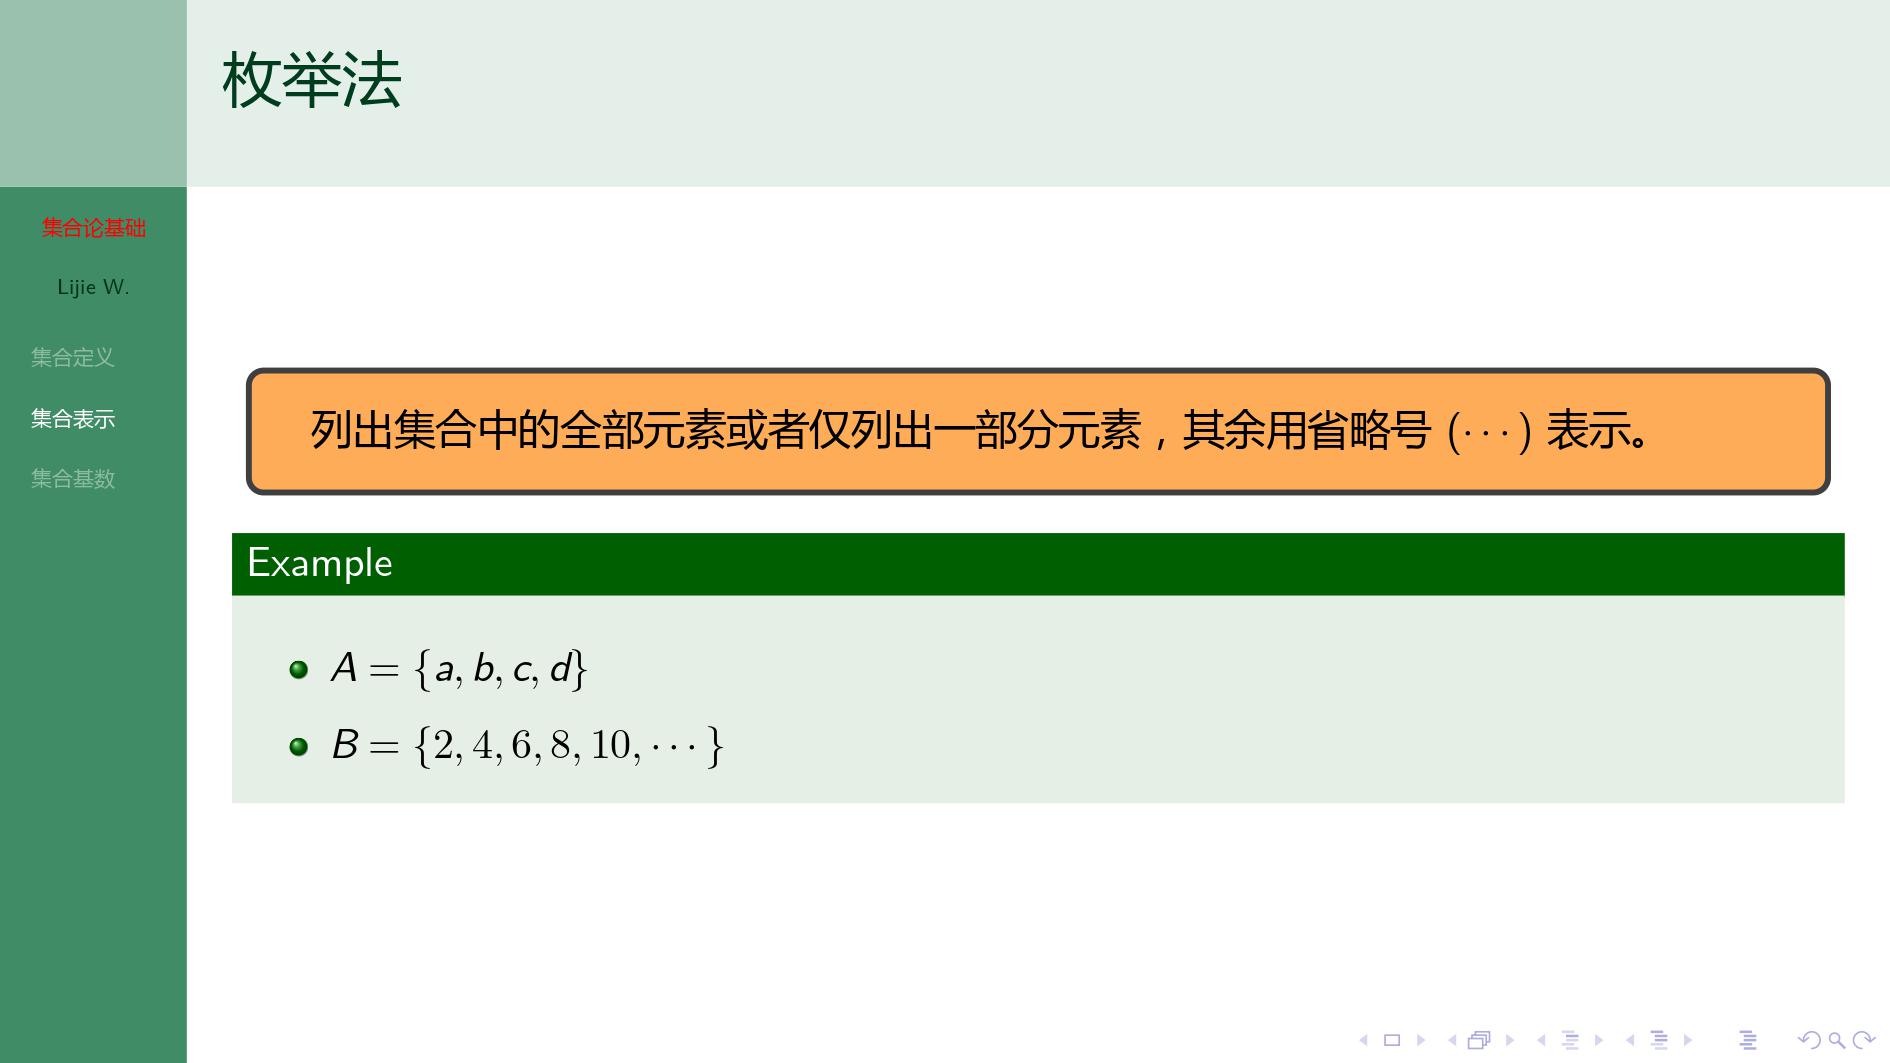 枚举法
集合论基础
Lijie W.
集合定义
集合表示
集合基数
列出集合中的全部元素或者仅列出一部分元素，其余用省略号 (···) 表示。
Example
A = {a, b, c, d}
B = {2, 4, 6, 8, 10, ··· }